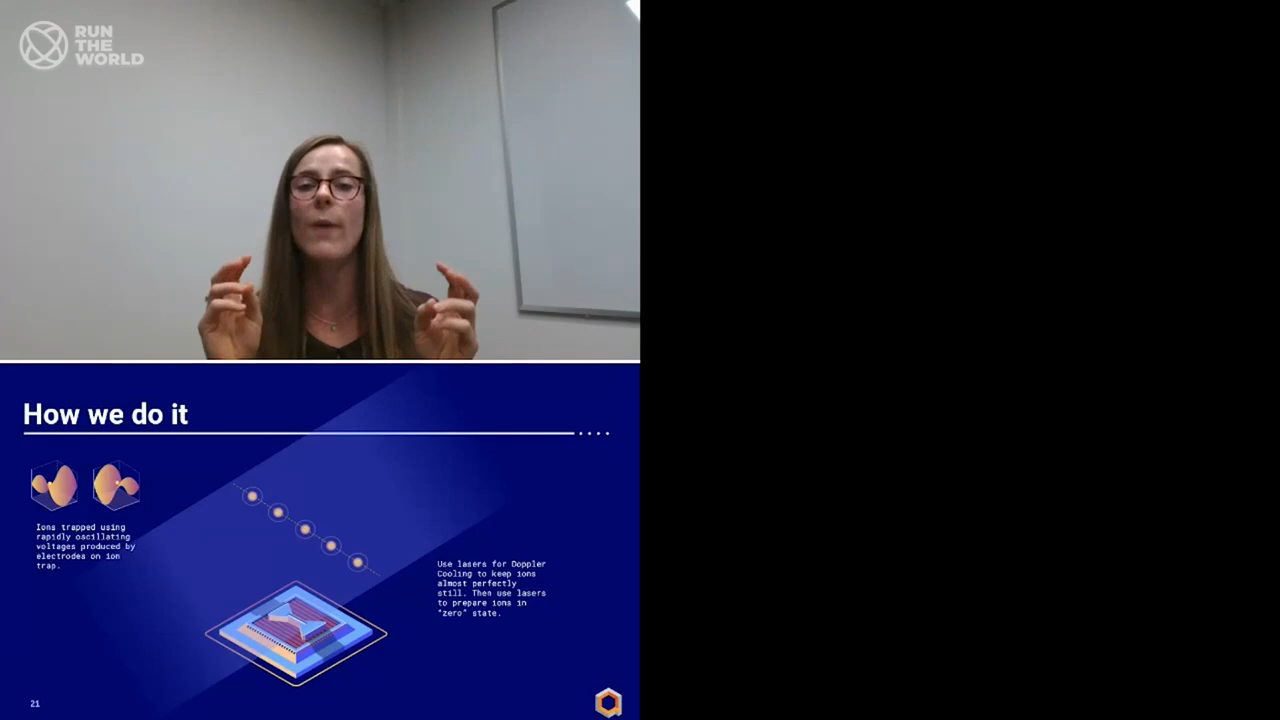 RUN
THE
WORLD
How we do it
Ions trapped using
rapidly oscillating
voltages produced by
electrodes on ion
trap.
Use lasers for Doppler
Cooling to keep ions
almost perfectly
still. Then use lasers
to prepare ions in
"zero" state.
21